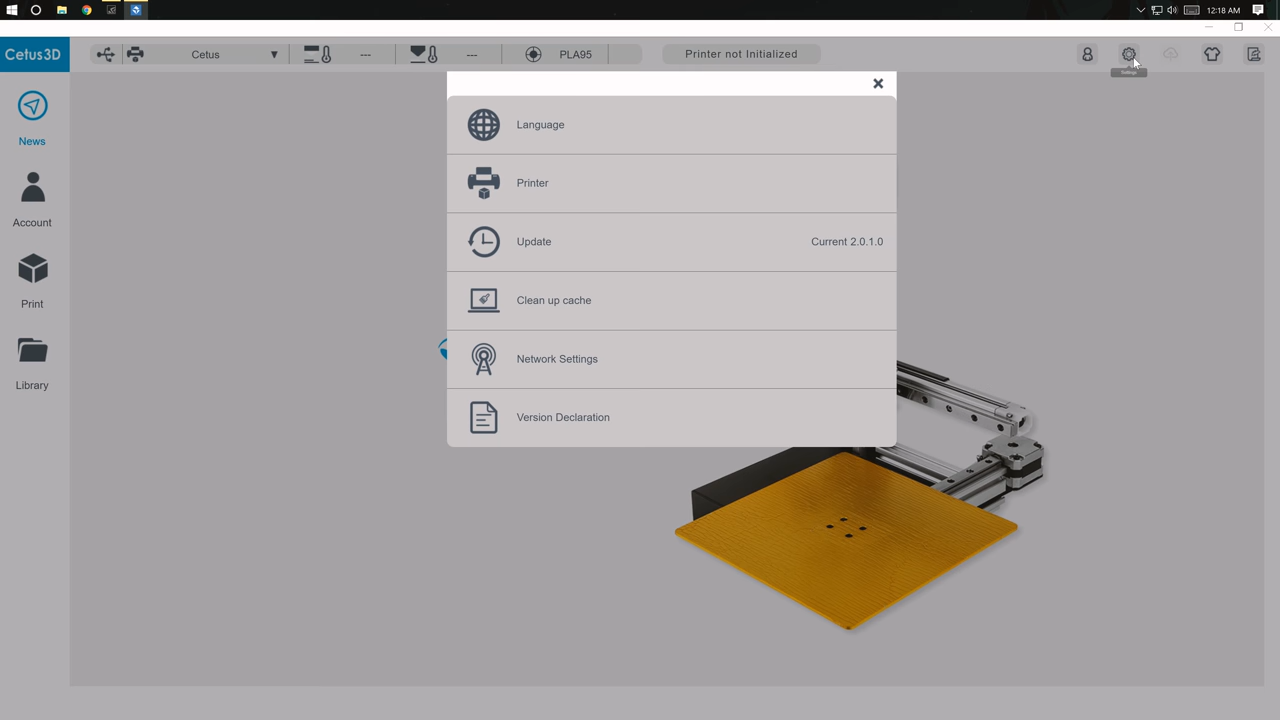 12:18 AM
Cetus3D
Cetus
---
---
PLA95
Printer not Initialized
Settings
News
Account
Print
Library
Language
Printer
Update
Current 2.0.1.0
Clean up cache
Network Settings
Version Declaration